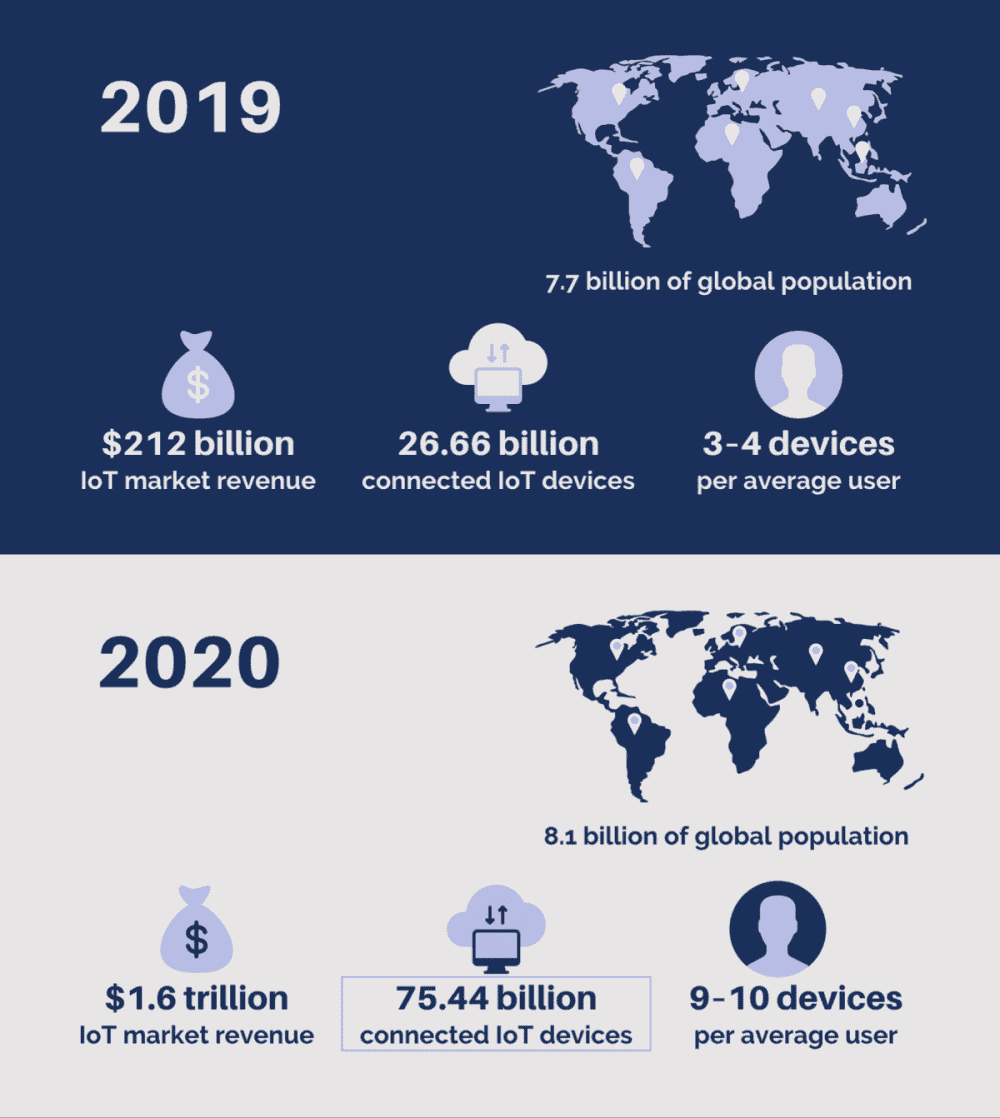 2019
7.7 billion of global population
$
$212 billion
IoT market revenue
26.66 billion
connected IoT devices
3-4 devices
per average user
2020
8.1 billion of global population
$
$1.6 trillion
IoT market revenue
75.44 billion
connected IoT devices
9-10 devices
per average user